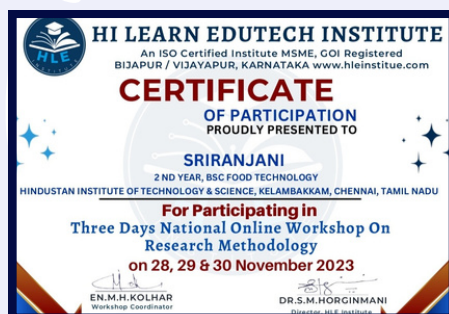 HI LEARN EDUTECH INSTITUTE
An ISO Certified Institute MSME, GOI Registered
BIJAPUR / VIJAYAPUR, KARNATAKA www.hleinstitue.com
HLE
INSTITUTE
CERTIFICATE
OF PARTICIPATION
PROUDLY PRESENTED TO
SRIRANJANI
2 ND YEAR, BSC FOOD TECHNOLOGY
HINDUSTAN INSTITUTE OF TECHNOLOGY & SCIENCE, KELAMBAKKAM, CHENNAI, TAMIL NADU
For Participating in
Three Days National Online Workshop On
Research Methodology
on 28, 29 & 30 November 2023
EN.M.H.KOLHAR
Workshop Coordinator
DR.S.M.HORGINMANI
Director, HLE Institute